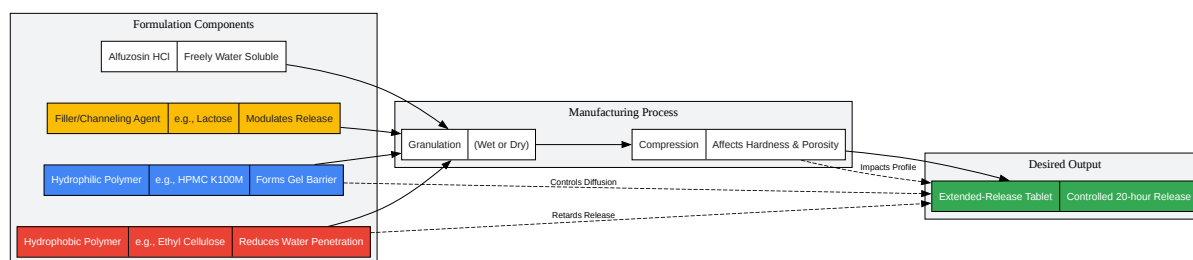 Formulation Components
Alfuzosin HCl Freely Water Soluble
Filler/Channeling Agent e.g., Lactose Modulates Release
Hydrophilic Polymer e.g., HPMC K100M Forms Gel Barrier
Hydrophobic Polymer e.g., Ethyl Cellulose Reduces Water Penetration
Manufacturing Process
Granulation (Wet or Dry)
Compression Affects Hardness & Porosity
Impacts Profile
Controls Diffusion
Retards Release
Desired Output
Extended-Release Tablet Controlled 20-hour Release